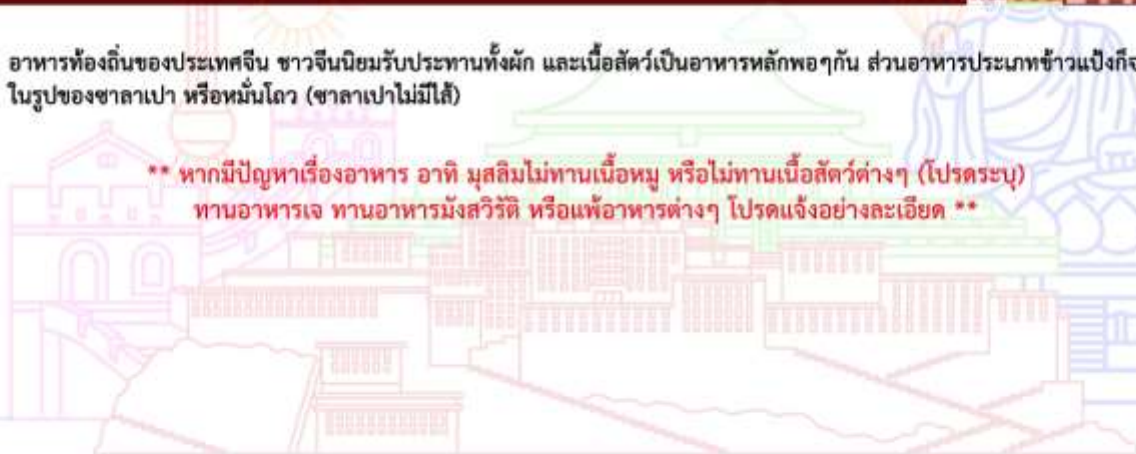 อาหารท้องถิ่นของประเทศจีน ชาวจีนนิยมรับประทานทั้งผัก และเนื้อสัตว์เป็นอาหารหลักพอๆกัน ส่วนอาหารประเภทข้าวแป้งก็จ
ในรูปของซาลาเปา หรือหมั่นโถว (ซาลาเปาไม่มีไส้)
** หากมีปัญหาเรื่องอาหาร อาทิ มุสลิมไม่ทานเนื้อหมู หรือไม่ทานเนื้อสัตว์ต่างๆ (โปรดระบุ)
ทานอาหารเจ ทานอาหารมังสวิรัติ หรือแพ้อาหารต่างๆ โปรดแจ้งอย่างละเอียด **